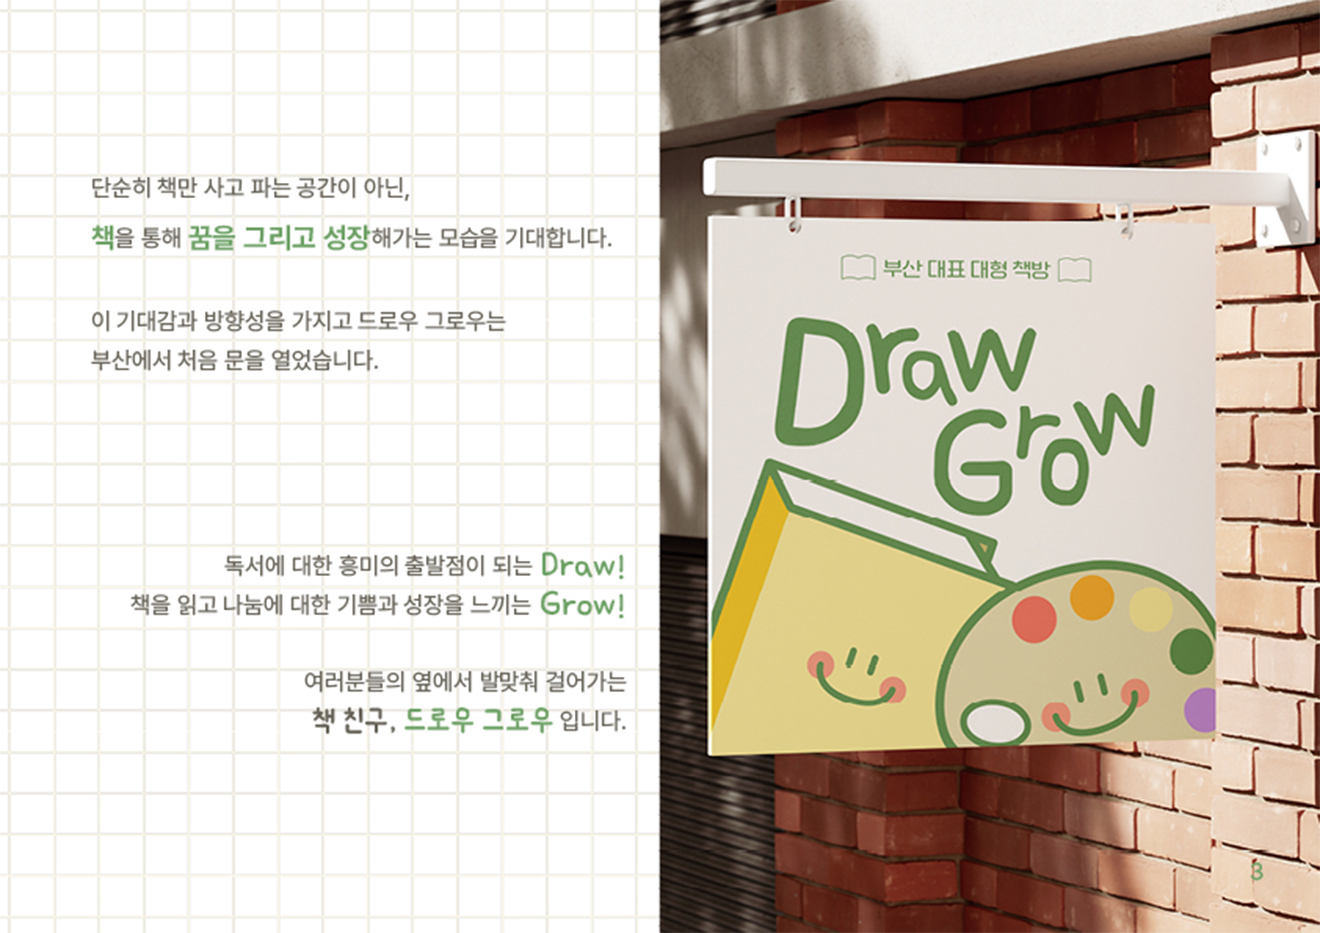 단순히 책만 사고 파는 공간이 아닌,
책을 통해 꿈을 그리고 성장해가는 모습을 기대합니다.
이 기대감과 방향성을 가지고 드로우 그로우는
부산에서 처음 문을 열었습니다.
독서에 대한 흥미의 출발점이 되는 Draw!
책을 읽고 나눔에 대한 기쁨과 성장을 느끼는 Grow!
여러분들의 옆에서 발맞춰 걸어가는
책 친구, 드로우 그로우 입니다.
부산 대표 대형 책방
Draw
Grow
3